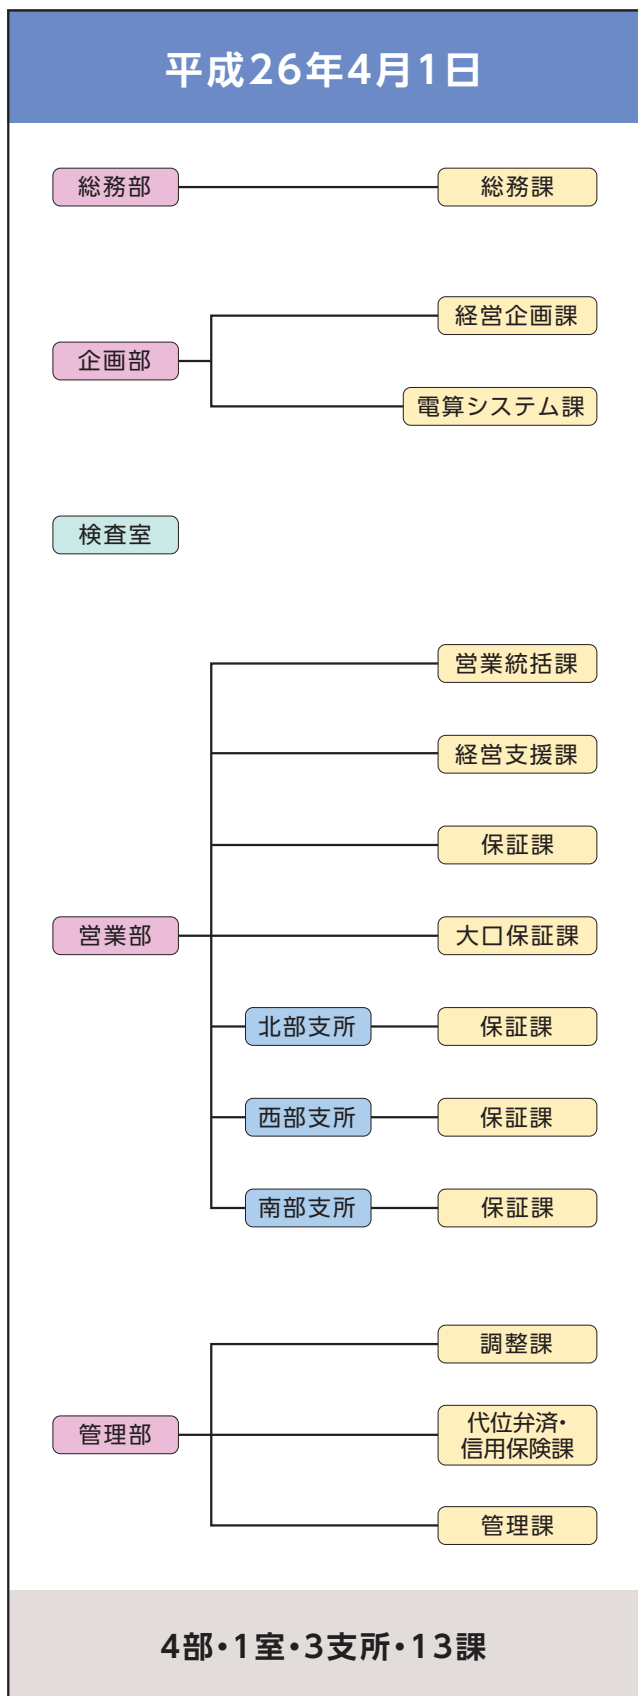 平成26年4月1日
総務部
総務課
企画部
経営企画課
電算システム課
検査室
営業部
営業統括課
経営支援課
保証課
大口保証課
北部支所
保証課
西部支所
保証課
南部支所
保証課
管理部
調整課
代位弁済・
信用保険課
管理課
4部・1室・3支所・13課